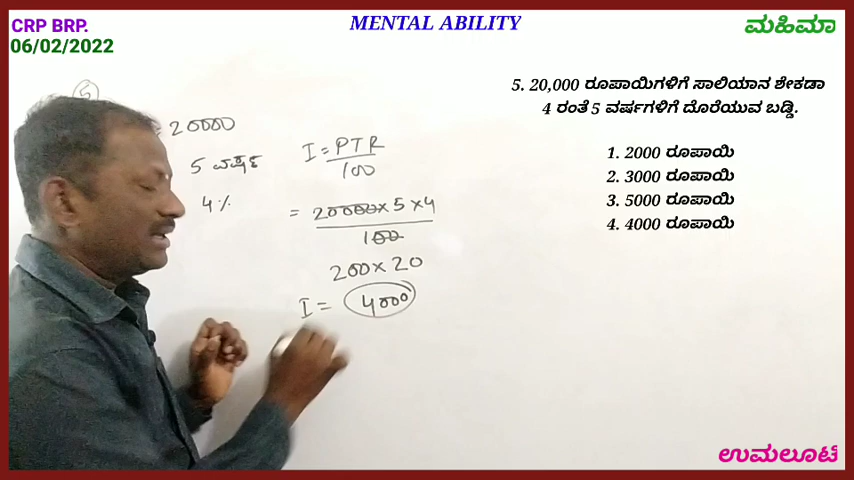 CRP BRP.
06/02/2022
MENTAL ABILITY
ಮಹಿಮಾ
5. 20,000 ರೂಪಾಯಿಗಳಿಗೆ ಸಾಲಿಯಾನ ಶೇಕಡಾ
4 ರಂತೆ 5 ವರ್ಷಗಳಿಗೆ ದೊರೆಯುವ ಬಡ್ಡಿ.
1. 2000 ರೂಪಾಯಿ
2. 3000 ರೂಪಾಯಿ
3. 5000 ರೂಪಾಯಿ
4. 4000 ರೂಪಾಯಿ
5
= 20000
5 ವರ್ಷ
4%
I = PTR
100
= 20000 x 5 x 4
100
200 x 20
I = 4000
ಉಮಲೂಟಿ